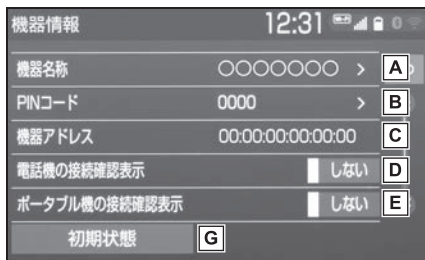 機器情報 12:31
機器名称 ○○○○○○○ > A
PINコード 0000 > B
機器アドレス 00:00:00:00:00:00 C
電話機の接続確認表示 しない D
ポータブル機の接続確認表示 しない E
初期状態 G